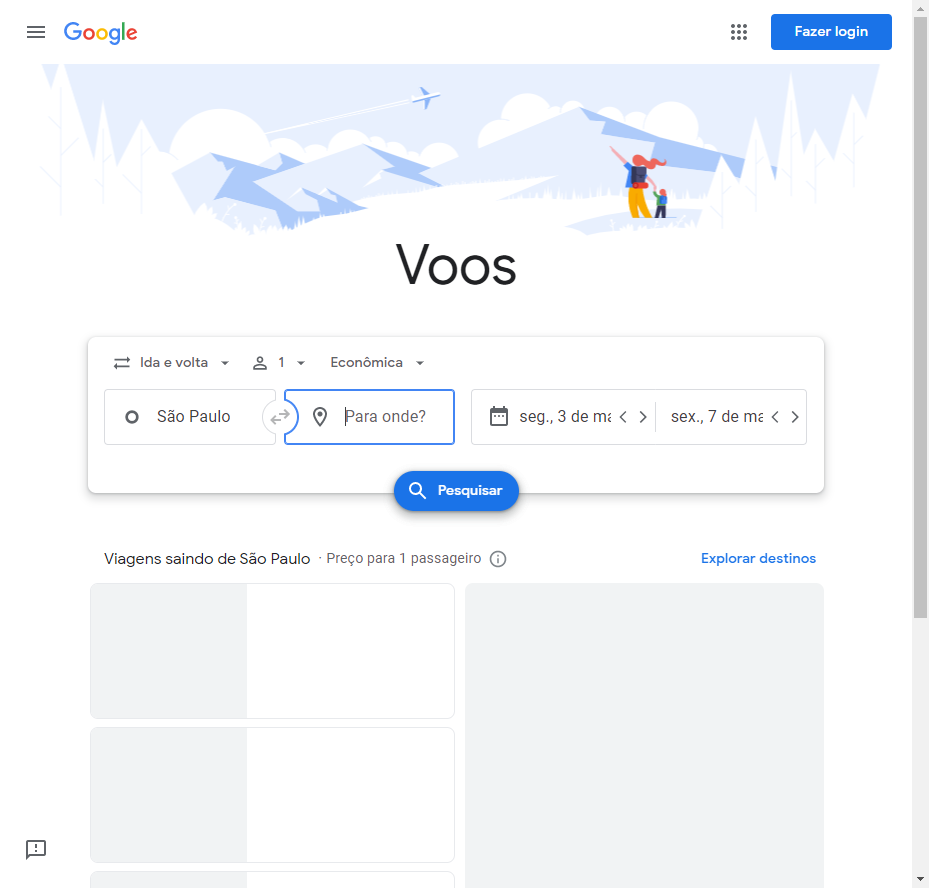 Google
Fazer login
Voos
Ida e volta 1 Econômica
São Paulo Para onde? seg., 3 de ma sex., 7 de ma
Pesquisar
Viagens saindo de São Paulo · Preço para 1 passageiro
Explorar destinos